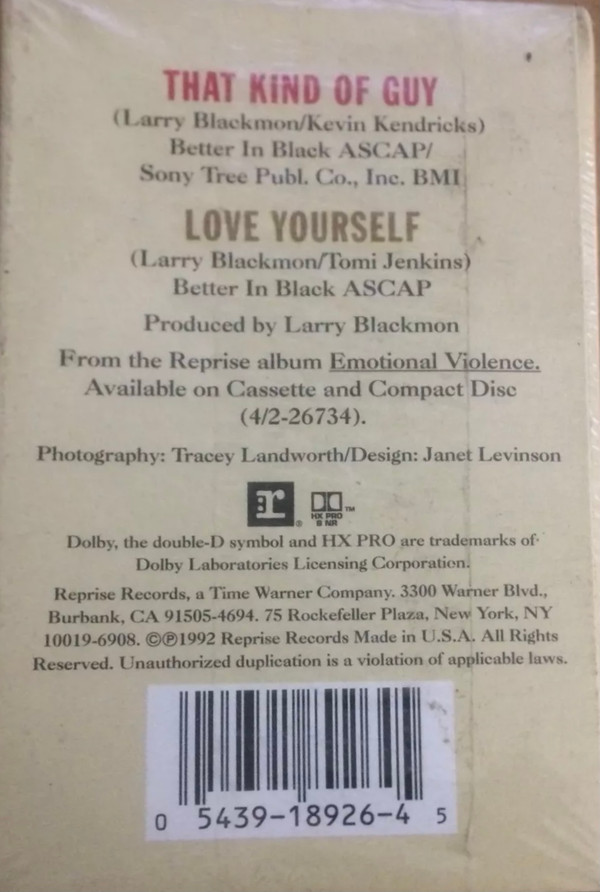 THAT KIND OF GUY
(Larry Blackmon/Kevin Kendricks)
Better In Black ASCAP/
Sony Tree Publ. Co., Inc. BMI
LOVE YOURSELF
(Larry Blackmon/Tomi Jenkins)
Better In Black ASCAP
Produced by Larry Blackmon
From the Reprise album Emotional Violence.
Available on Cassette and Compact Disc
(4/2-26734).
Photography: Tracey Landworth/Design: Janet Levinson
r ® HX PRO B NR ™
Dolby, the double-D symbol and HX PRO are trademarks of
Dolby Laboratories Licensing Corporation.
Reprise Records, a Time Warner Company. 3300 Warner Blvd.,
Burbank, CA 91505-4694. 75 Rockefeller Plaza, New York, NY
10019-6908. ©℗1992 Reprise Records Made in U.S.A. All Rights
Reserved. Unauthorized duplication is a violation of applicable laws.
0 5439-18926-4 5